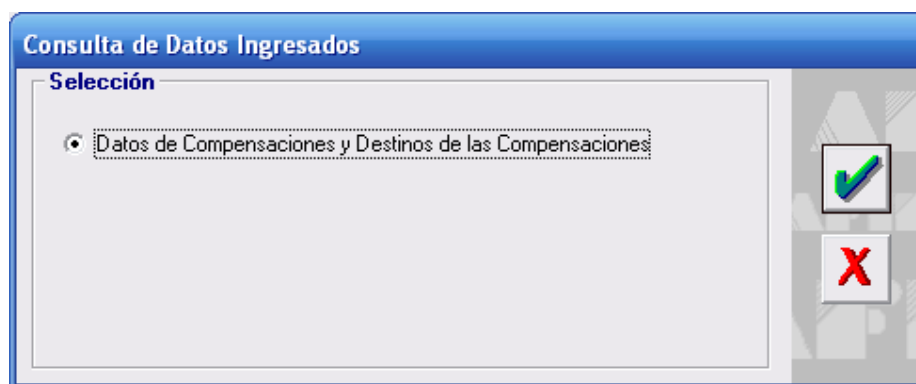 Consulta de Datos Ingresados
Selección
Datos de Compensaciones y Destinos de las Compensaciones